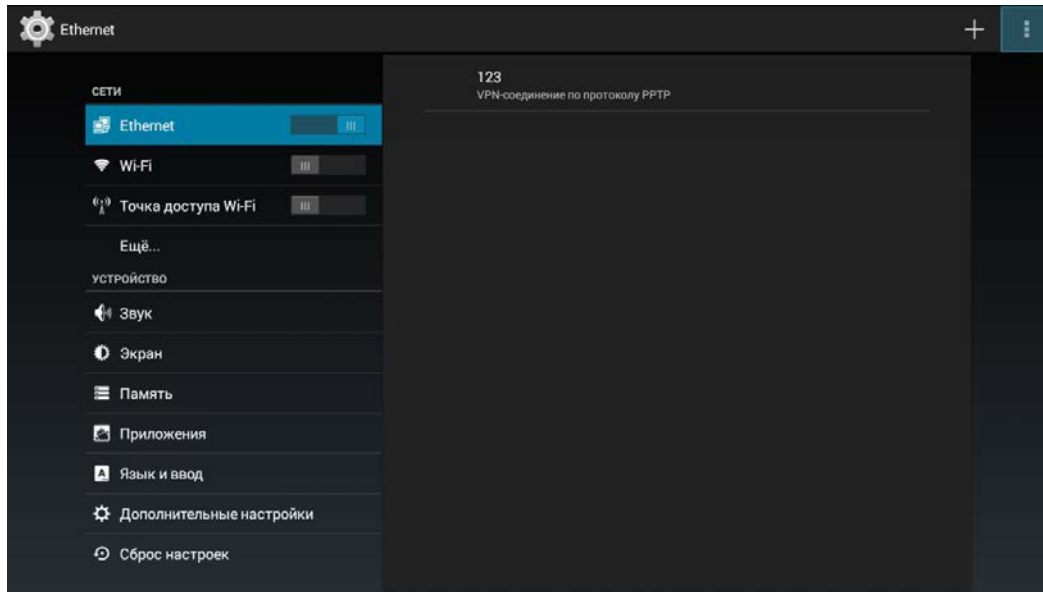 Ethernet
СЕТИ
Ethernet
Wi-Fi
Точка доступа Wi-Fi
Ещё...
УСТРОЙСТВО
Звук
Экран
Память
Приложения
Язык и ввод
Дополнительные настройки
Сброс настроек
123
VPN-соединение по протоколу PPTP